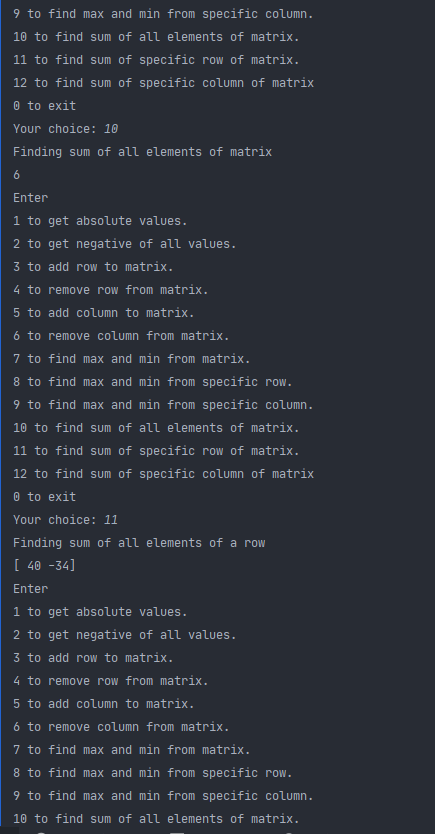 9 to find max and min from specific column.
10 to find sum of all elements of matrix.
11 to find sum of specific row of matrix.
12 to find sum of specific column of matrix
0 to exit
Your choice: 10
Finding sum of all elements of matrix
6
Enter
1 to get absolute values.
2 to get negative of all values.
3 to add row to matrix.
4 to remove row from matrix.
5 to add column to matrix.
6 to remove column from matrix.
7 to find max and min from matrix.
8 to find max and min from specific row.
9 to find max and min from specific column.
10 to find sum of all elements of matrix.
11 to find sum of specific row of matrix.
12 to find sum of specific column of matrix
0 to exit
Your choice: 11
Finding sum of all elements of a row
[ 40 -34]
Enter
1 to get absolute values.
2 to get negative of all values.
3 to add row to matrix.
4 to remove row from matrix.
5 to add column to matrix.
6 to remove column from matrix.
7 to find max and min from matrix.
8 to find max and min from specific row.
9 to find max and min from specific column.
10 to find sum of all elements of matrix.